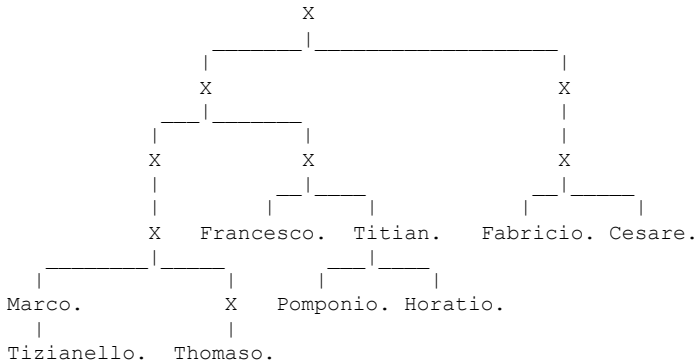 X
X X
X X X
X Francesco. Titian. Fabricio. Cesare.
Marco. X Pomponio. Horatio.
Tizianello. Thomaso.